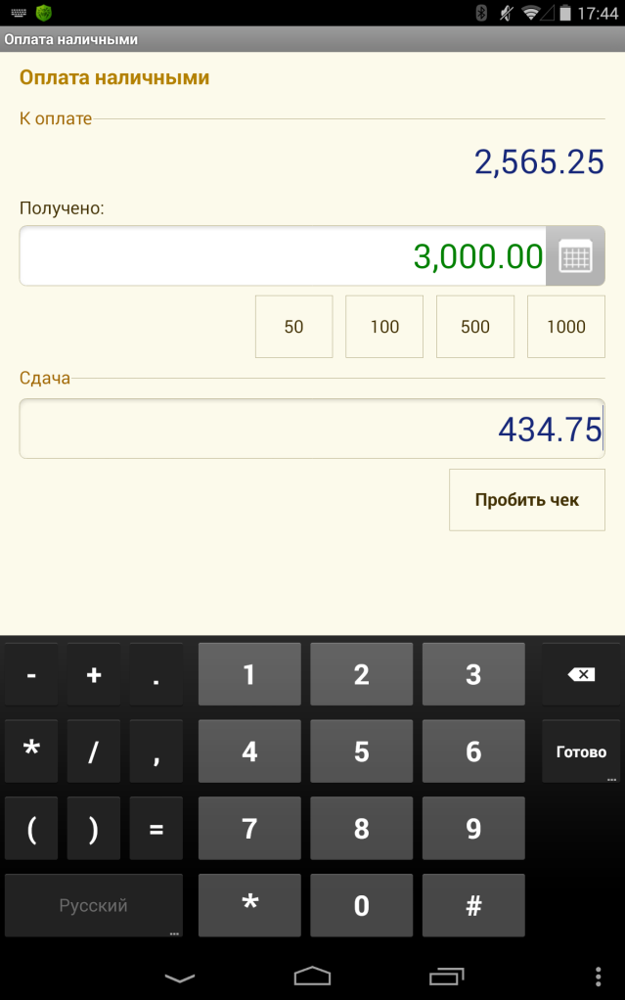 17:44
Оплата наличными
Оплата наличными
К оплате
2,565.25
Получено:
3,000.00
50 100 500 1000
Сдача
434.75
Пробить чек
- + . 1 2 3
* / , 4 5 6 Готово
...
( ) = 7 8 9
Русский * 0 #
...